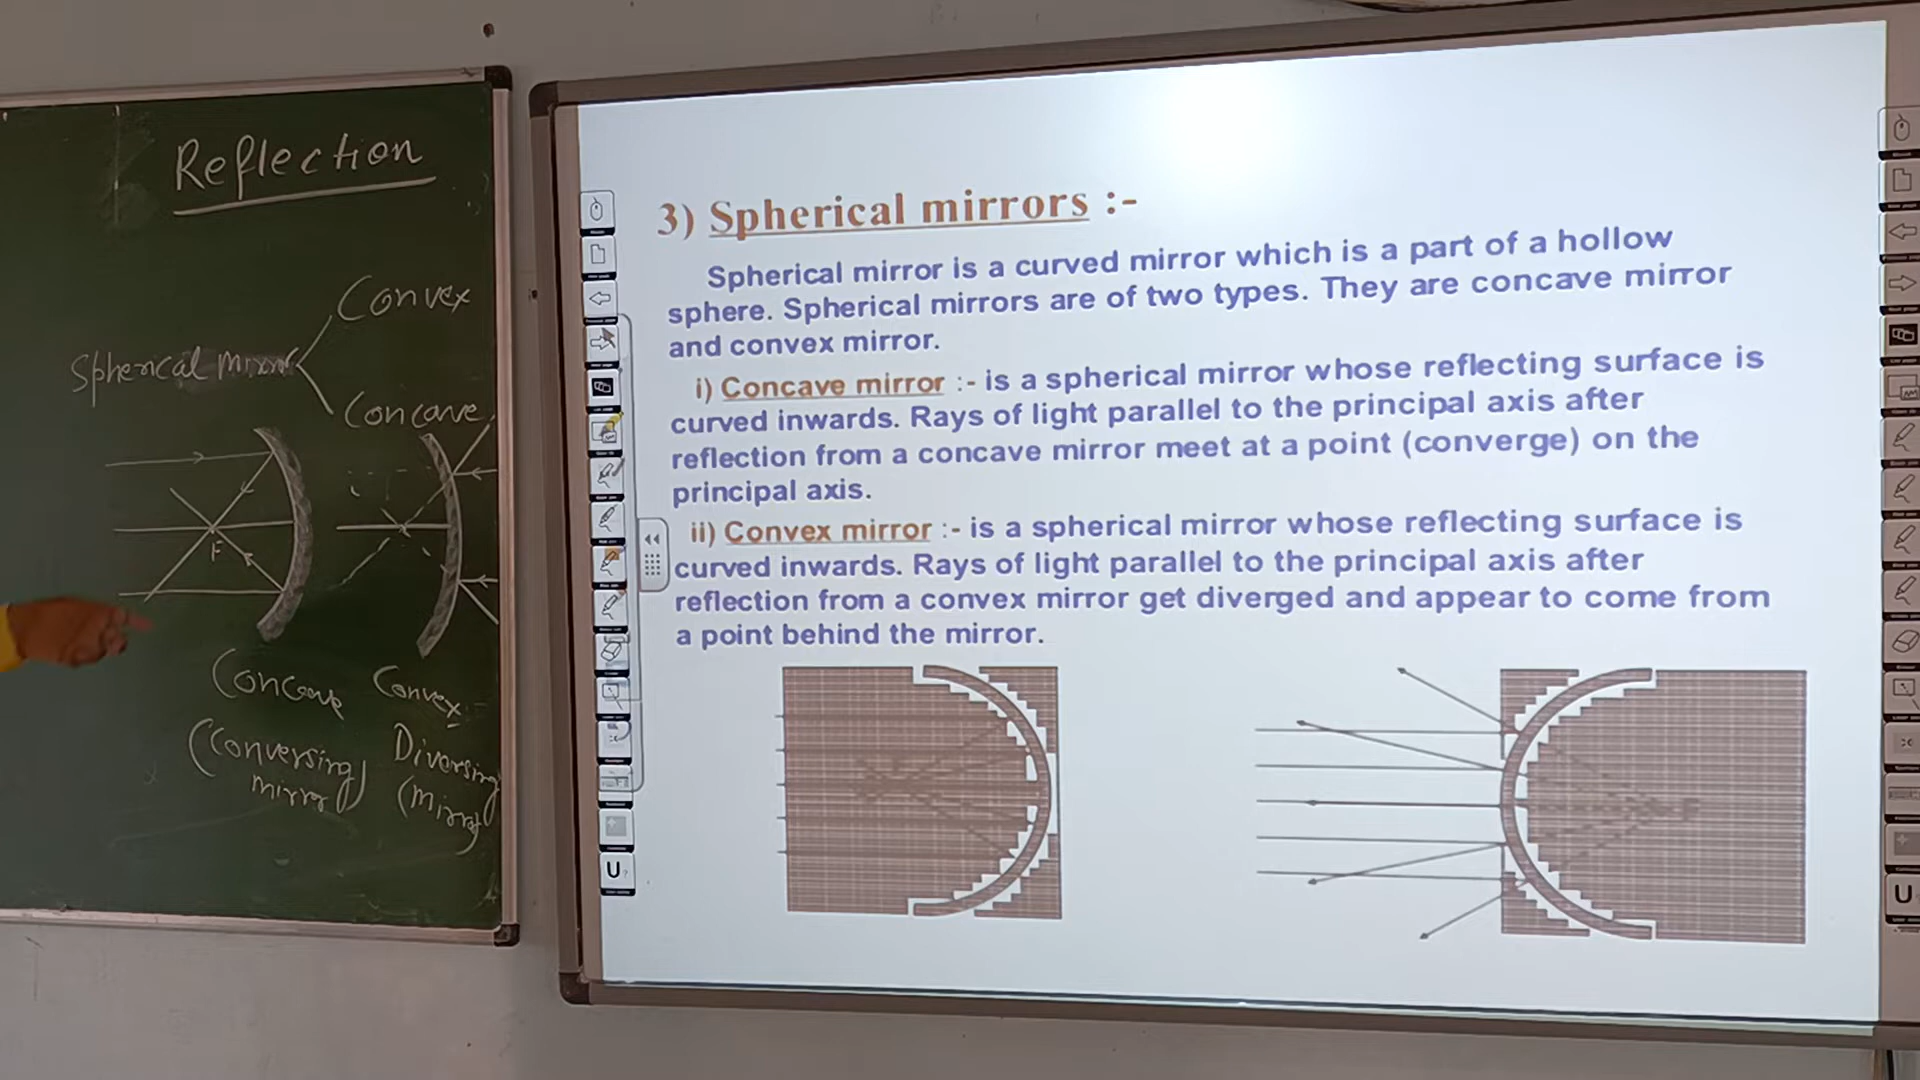 Reflection
Convex
Spherical Mirror
Concave
F
Concave
Convex
(Conversing
mirror)
Diversing
(Mirror)
3) Spherical mirrors :-
Spherical mirror is a curved mirror which is a part of a hollow
sphere. Spherical mirrors are of two types. They are concave mirror
and convex mirror.
i) Concave mirror :- is a spherical mirror whose reflecting surface is
curved inwards. Rays of light parallel to the principal axis after
reflection from a concave mirror meet at a point (converge) on the
principal axis.
ii) Convex mirror :- is a spherical mirror whose reflecting surface is
curved inwards. Rays of light parallel to the principal axis after
reflection from a convex mirror get diverged and appear to come from
a point behind the mirror.
F
U
U